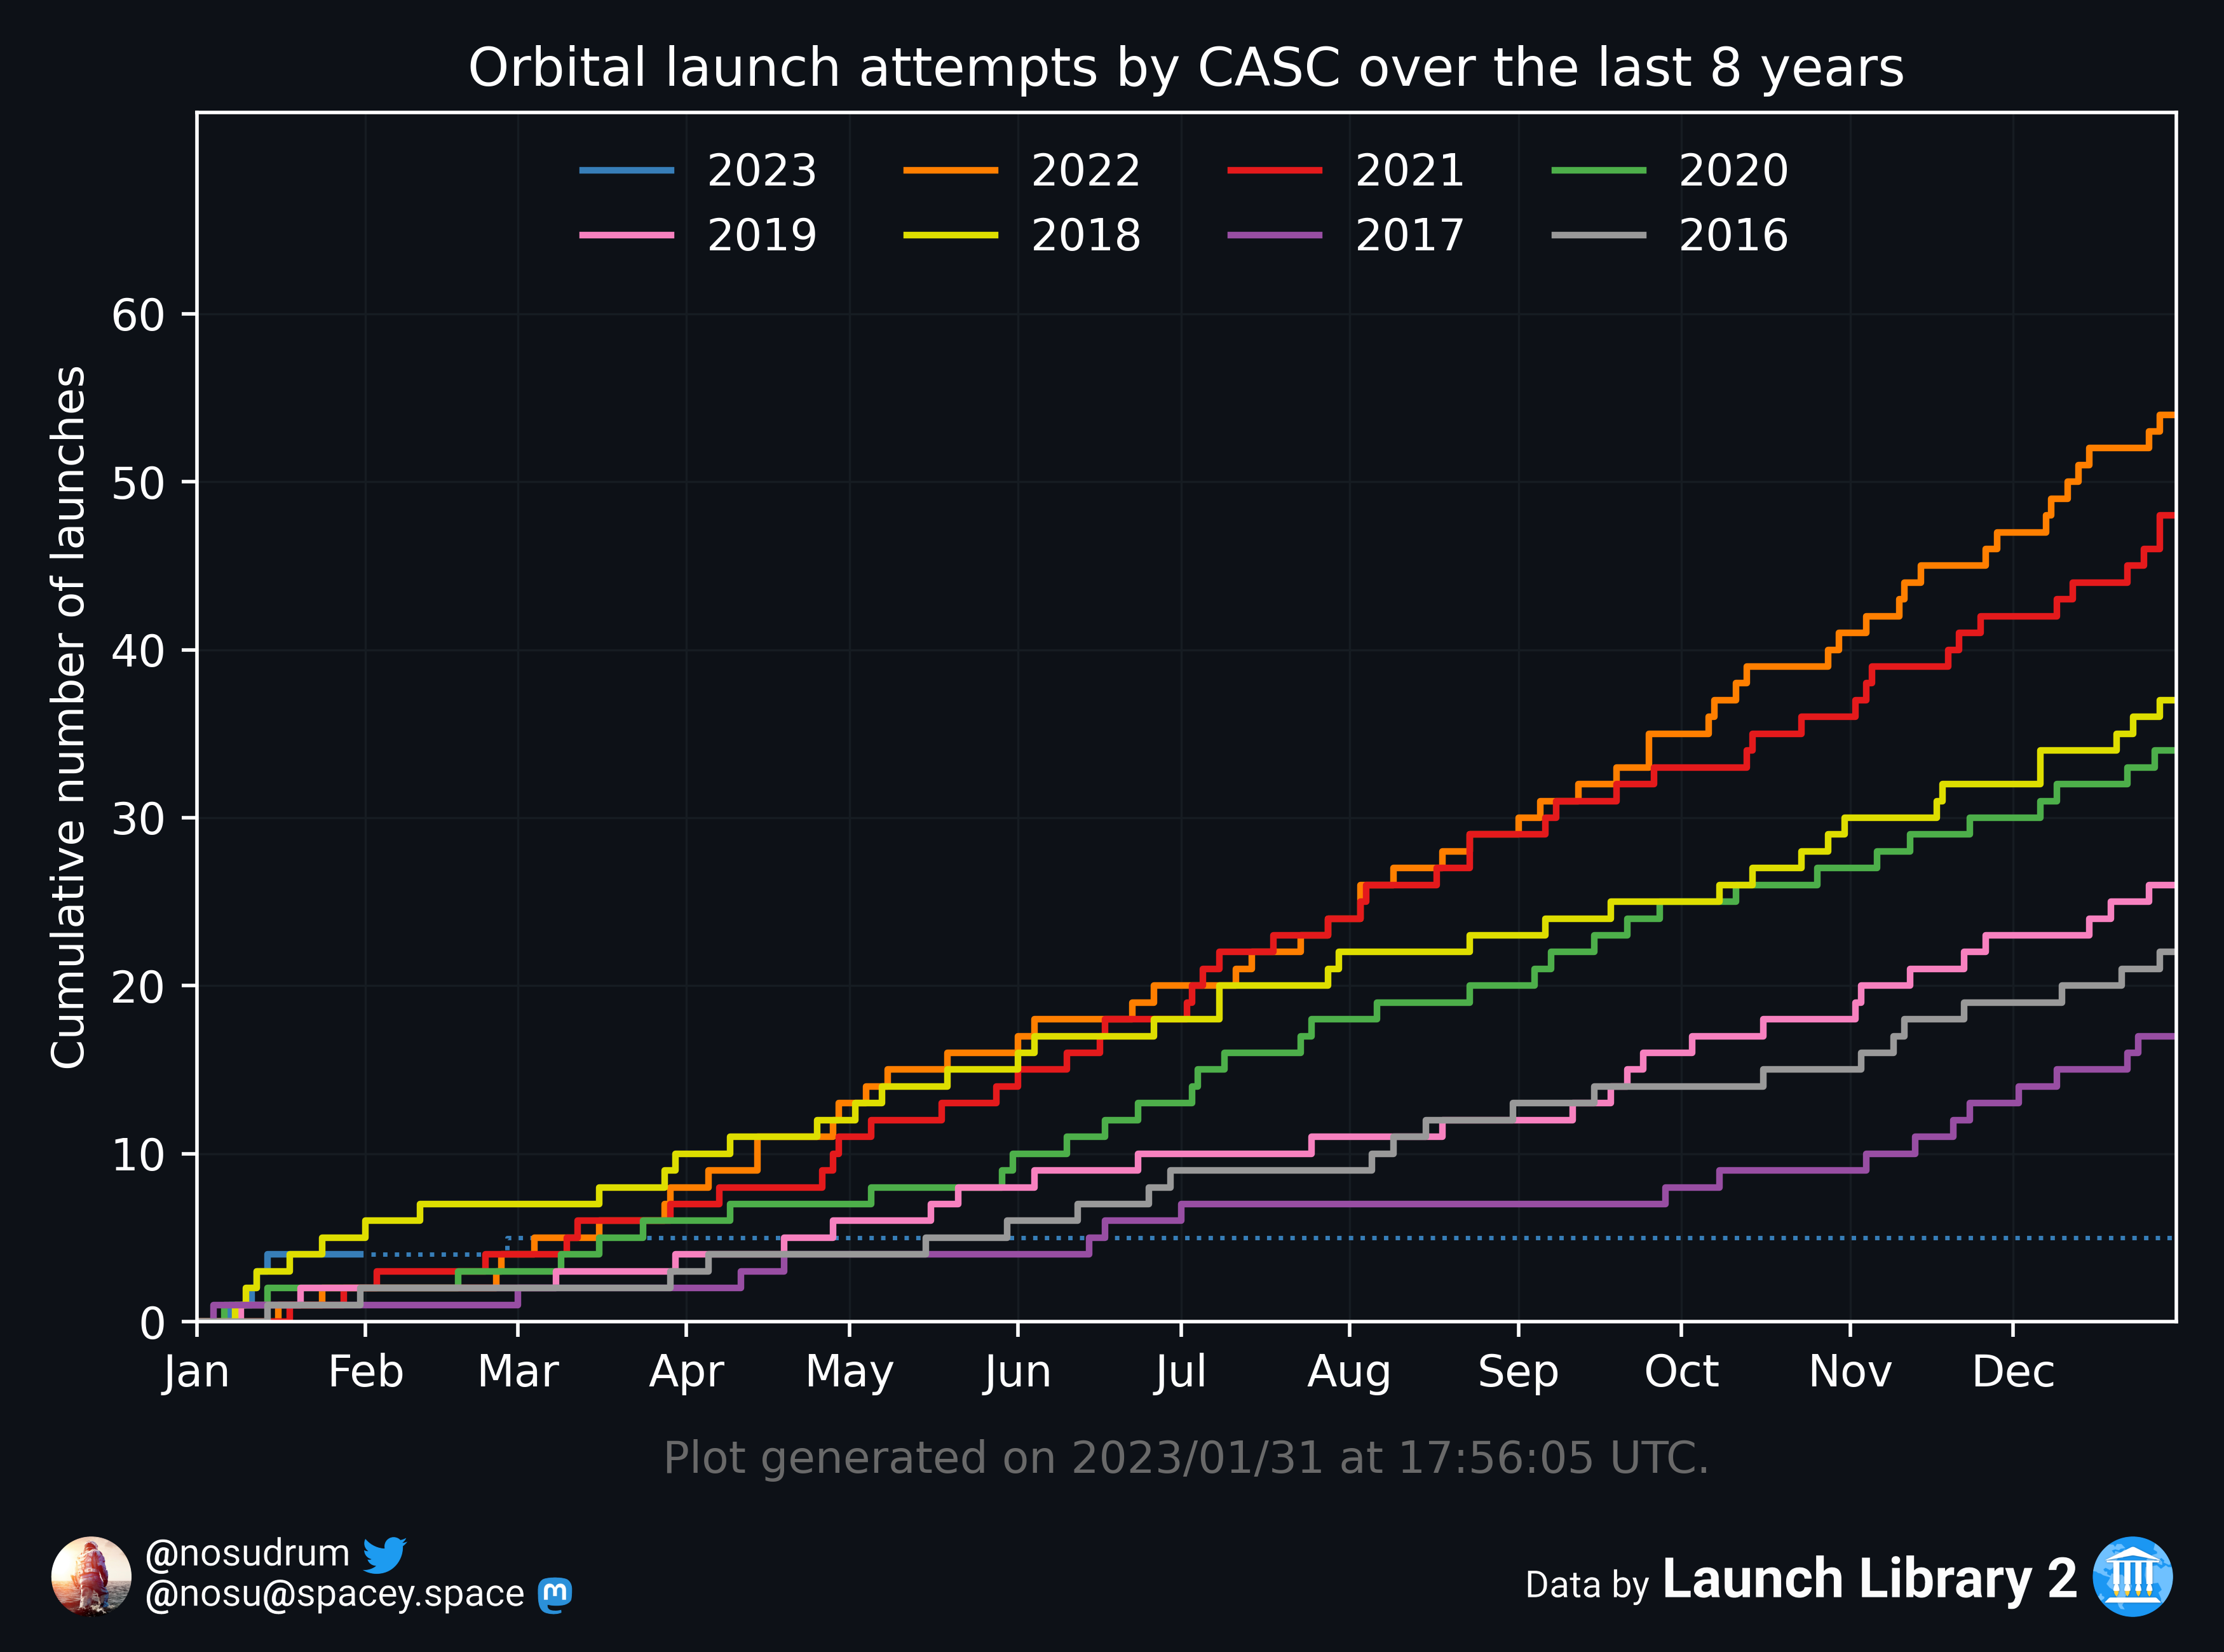 Orbital launch attempts by CASC over the last 8 years
2023 2022 2021 2020
2019 2018 2017 2016
Cumulative number of launches
60
50
40
30
20
10
0
Jan Feb Mar Apr May Jun Jul Aug Sep Oct Nov Dec
Plot generated on 2023/01/31 at 17:56:05 UTC.
@nosudrum
@nosu@spacey.space
Data by Launch Library 2